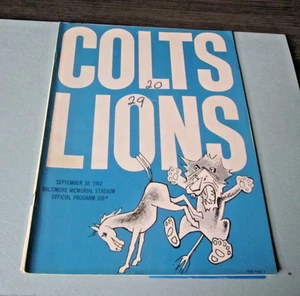 COLTS
20
LIONS
29
SEPTEMBER 30, 1962
BALTIMORE MEMORIAL STADIUM
OFFICIAL PROGRAM 50¢